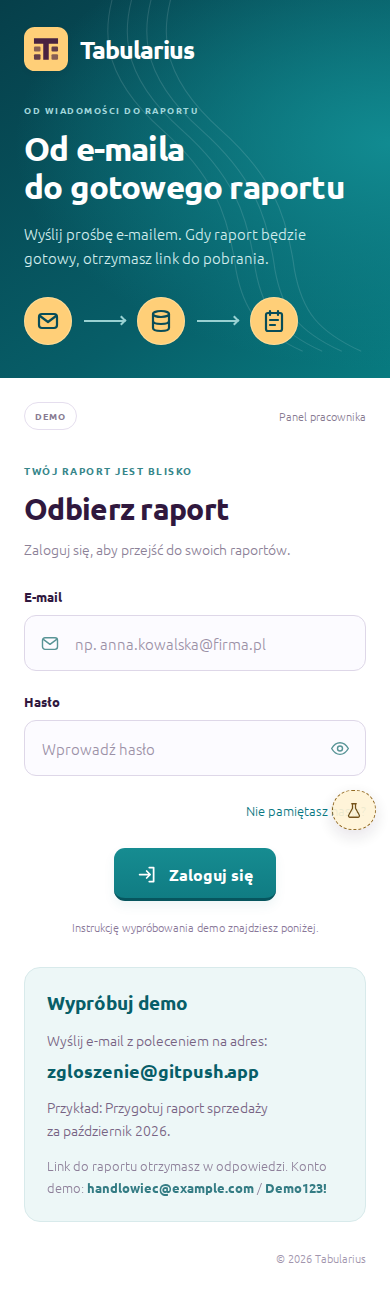 Tabularius
OD WIADOMOŚCI DO RAPORTU
Od e-maila
do gotowego raportu
Wyślij prośbę e-mailem. Gdy raport będzie
gotowy, otrzymasz link do pobrania.
DEMO
Panel pracownika
TWÓJ RAPORT JEST BLISKO
Odbierz raport
Zaloguj się, aby przejść do swoich raportów.
E-mail
np. anna.kowalska@firma.pl
Hasło
Wprowadź hasło
Nie pamiętasz
Zaloguj się
Instrukcję wypróbowania demo znajdziesz poniżej.
Wypróbuj demo
Wyślij e-mail z poleceniem na adres:
zgloszenie@gitpush.app
Przykład: Przygotuj raport sprzedaży
za październik 2026.
Link do raportu otrzymasz w odpowiedzi. Konto
demo: handlowiec@example.com / Demo123!
© 2026 Tabularius